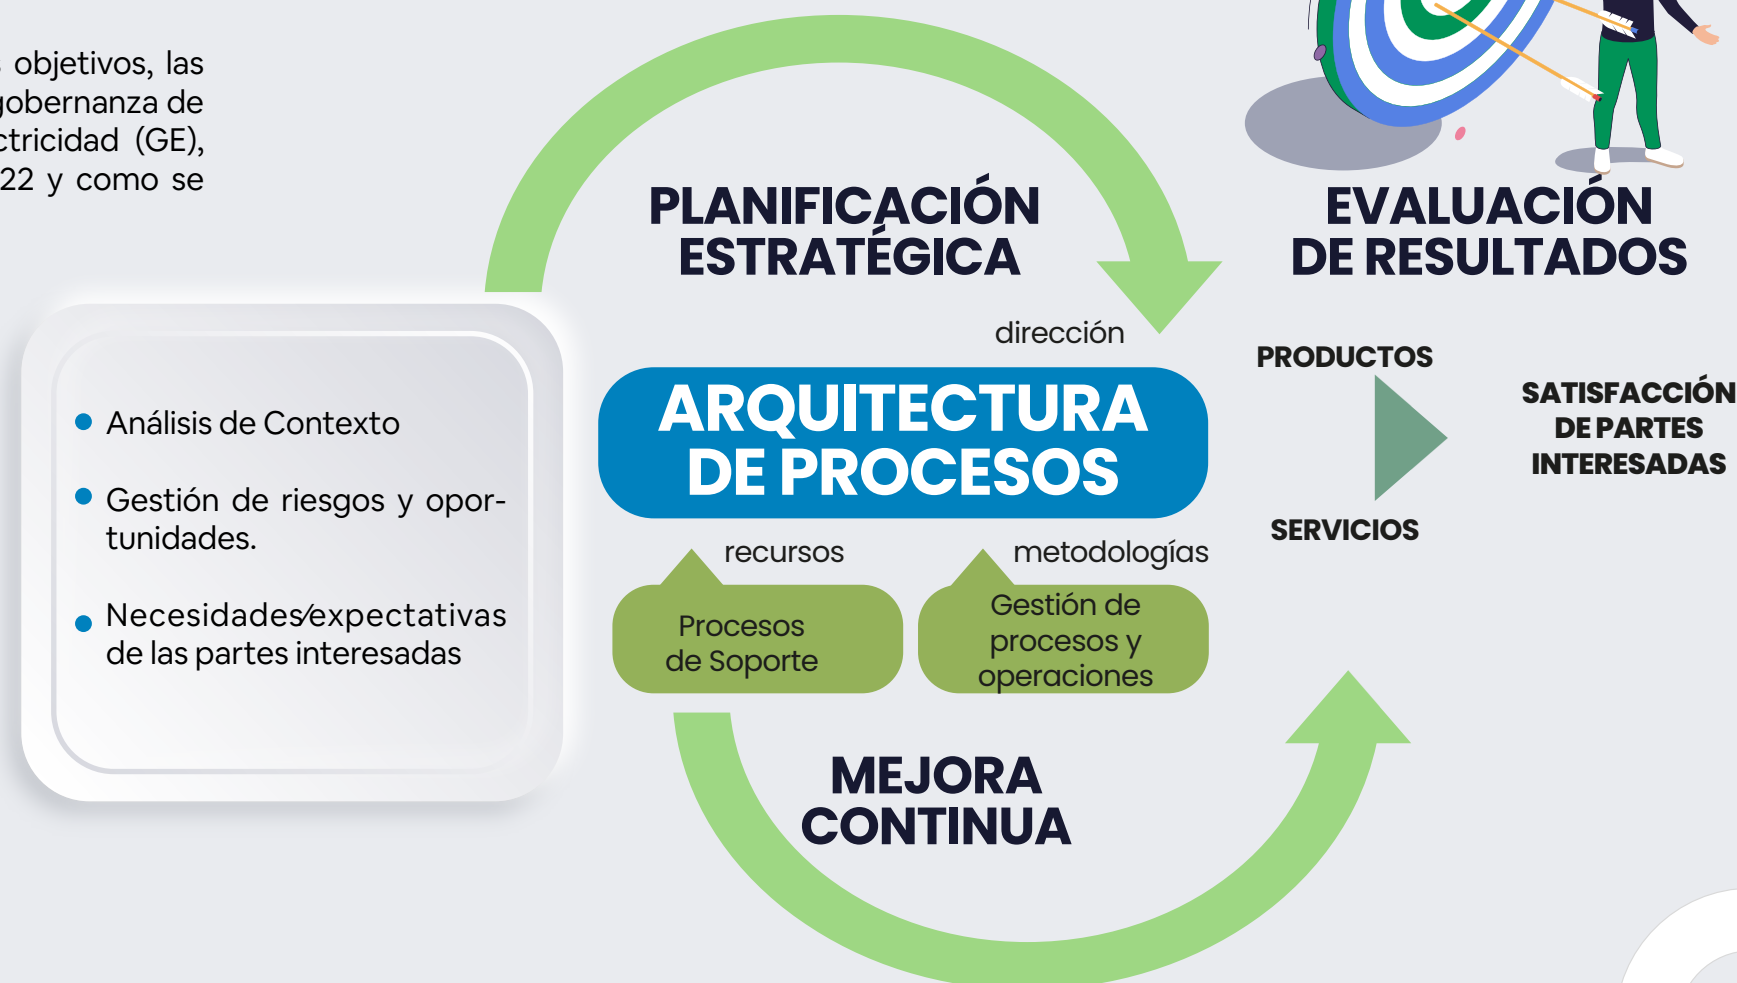 objetivos, las
gobernanza de
(GE),
22 y como se
PLANIFICACIÓN
ESTRATÉGICA
EVALUACIÓN
DE RESULTADOS
dirección
ARQUITECTURA
DE PROCESOS
PRODUCTOS
SERVICIOS
SATISFACCIÓN
DE PARTES
INTERESADAS
Análisis de Contexto
Gestión de riesgos y opor-
tunidades.
Necesidades/expectativas
de las partes interesadas
recursos
metodologías
Procesos
de Soporte
Gestión de
procesos y
operaciones
MEJORA
CONTINUA